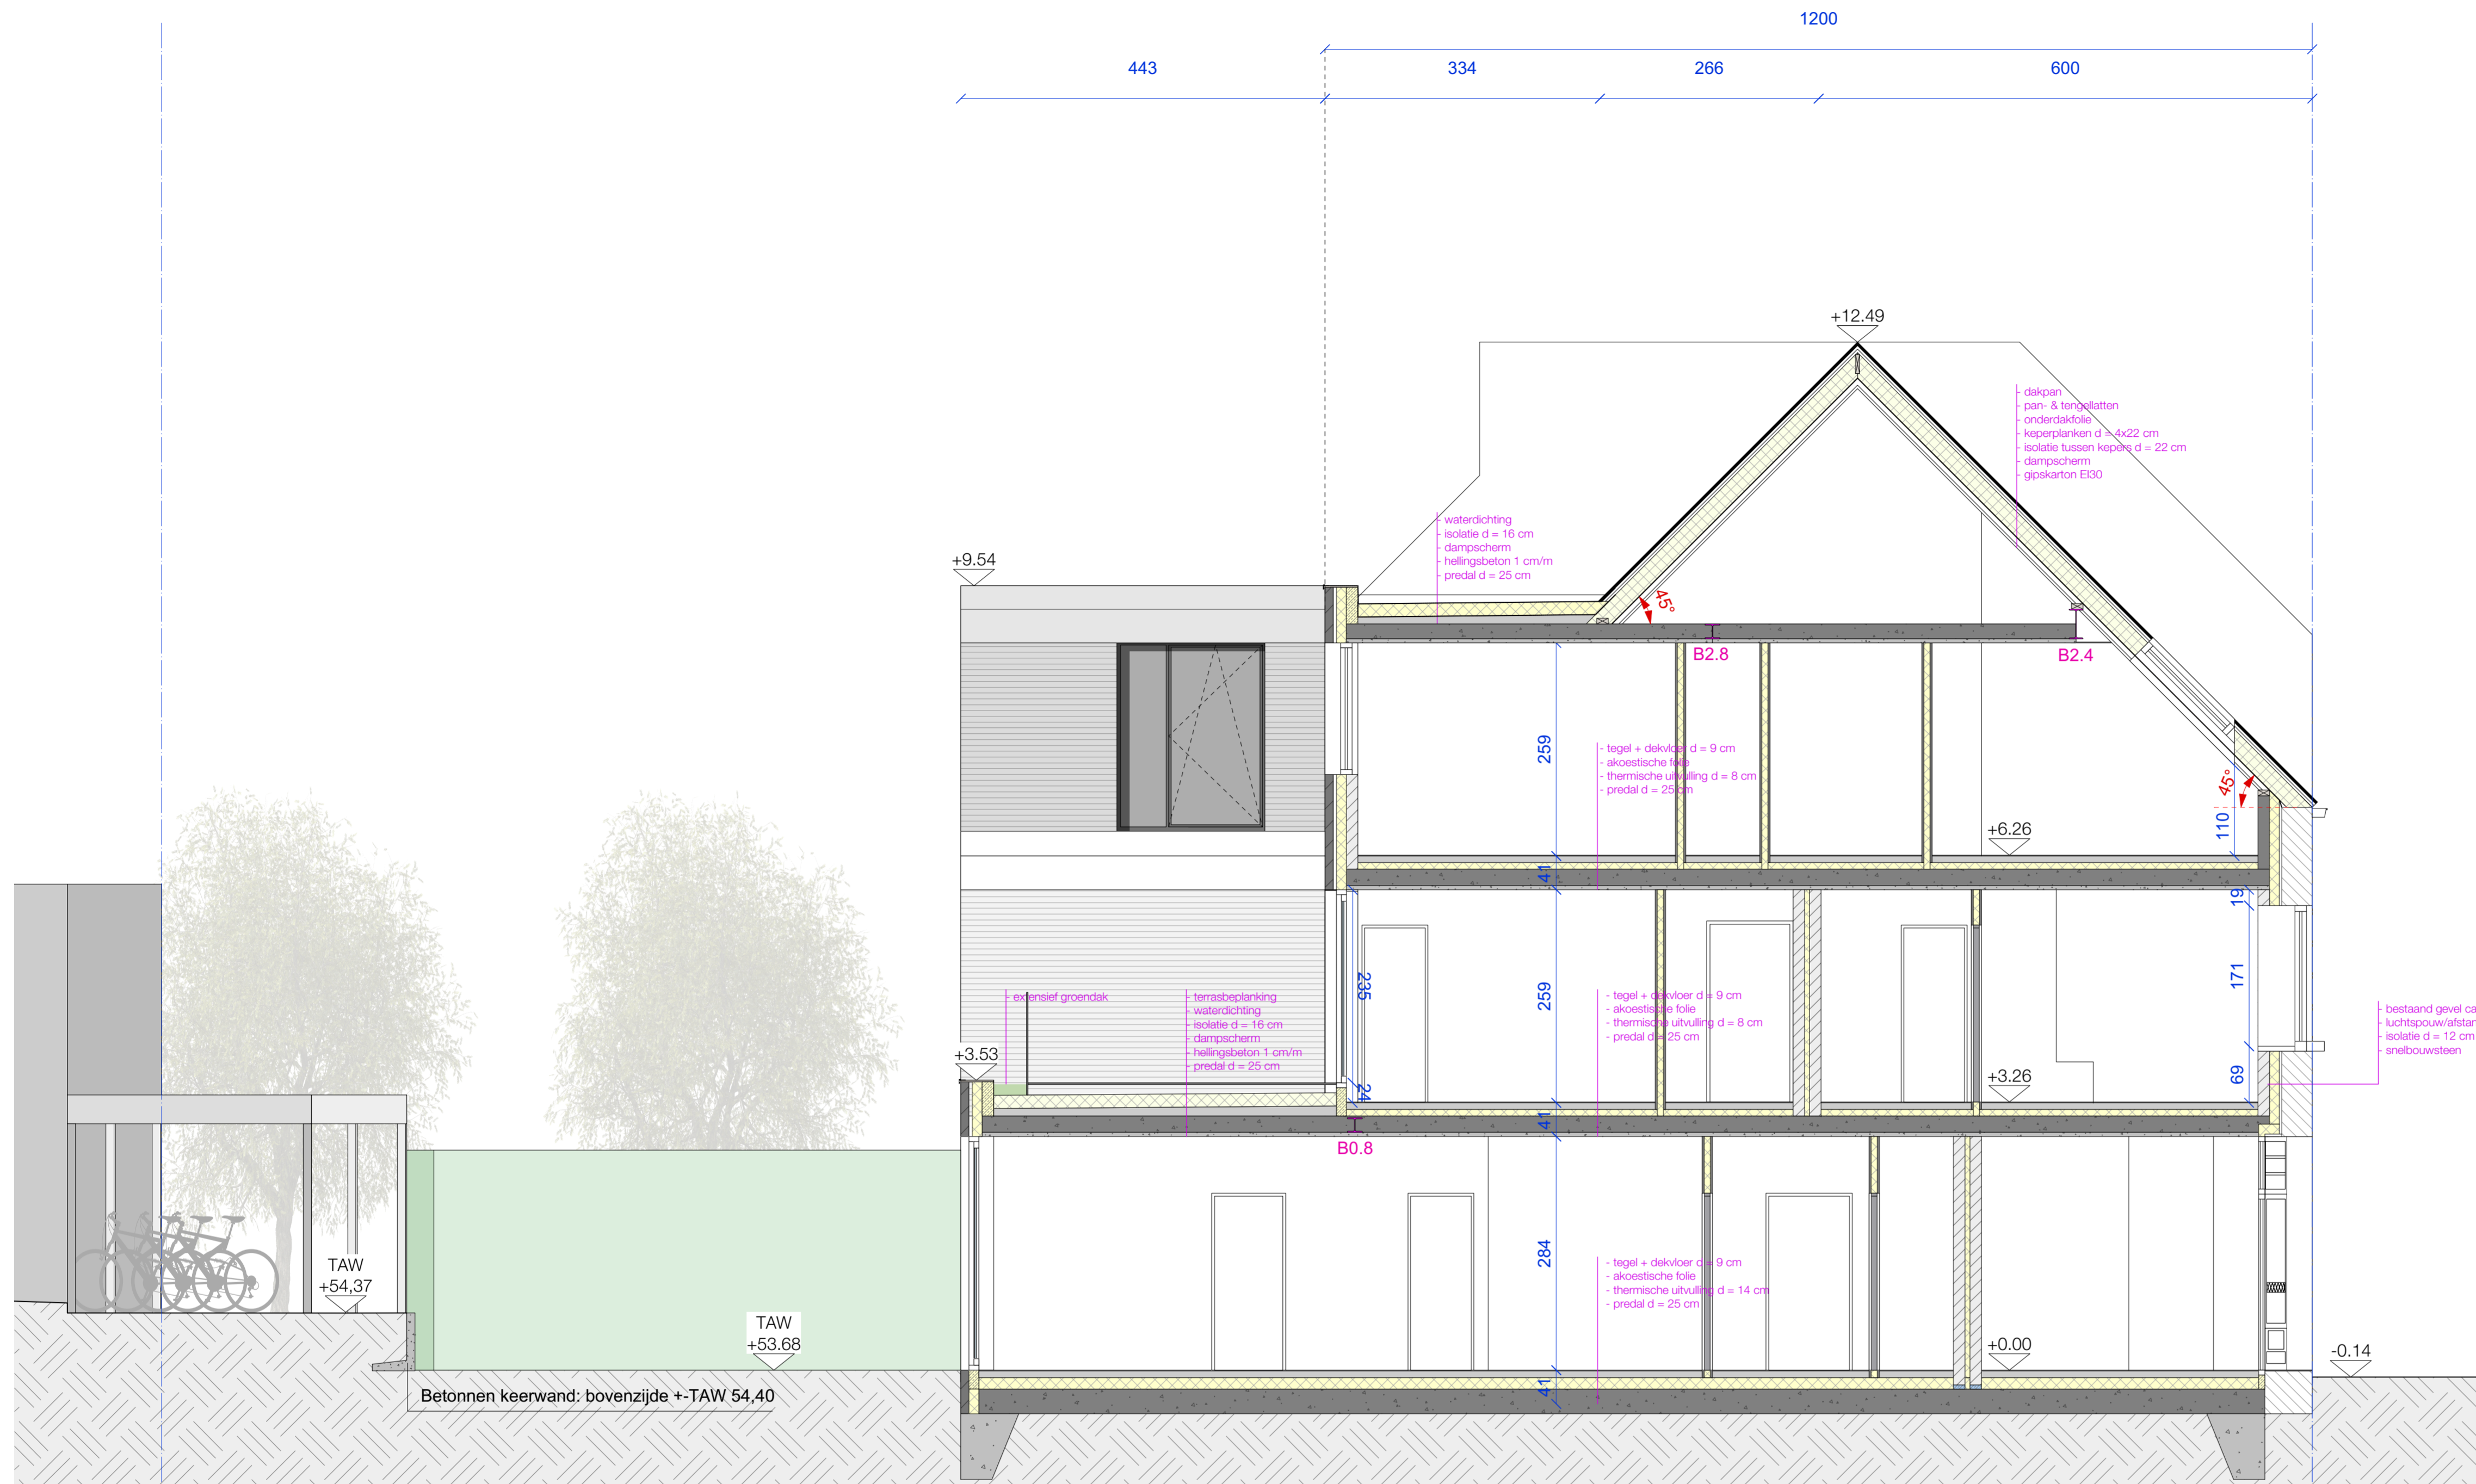 1200
443
334
266
600
+12.49
- dakpan
- pan- & tengellatten
- onderdakfolie
- keperplanken d = 4x22 cm
- isolatie tussen kepers d = 22 cm
- dampscherm
- gipskarton EI30
- waterdichting
- isolatie d = 16 cm
- dampscherm
- hellingsbeton 1 cm/m
- predal d = 25 cm
+9.54
45°
B2.8
B2.4
259
- tegel + dekvloer d = 9 cm
- akoestische folie
- thermische uitvulling d = 8 cm
- predal d = 25 cm
45°
110
+6.26
41
19
235
259
171
- extensief groendak
- terrasbeplanking
- waterdichting
- isolatie d = 16 cm
- dampscherm
- hellingsbeton 1 cm/m
- predal d = 25 cm
- tegel + dekvloer d = 9 cm
- akoestische folie
- thermische uitvulling d = 8 cm
- predal d = 25 cm
- bestaand gevel
- isolatie d = 12 cm
- snelbouwsteen
+3.53
+3.26
69
24
41
B0.8
284
- tegel + dekvloer d = 9 cm
- akoestische folie
- thermische uitvulling d = 14 cm
- predal d = 25 cm
TAW
+54,37
TAW
+53.68
+0.00
-0.14
41
Betonnen keerwand: bovenzijde +-TAW 54,40